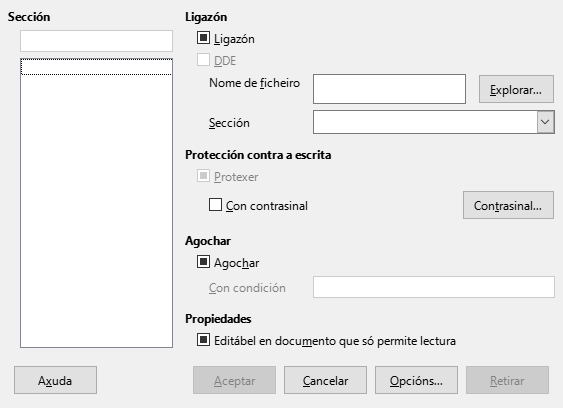 Sección
Ligazón
Ligazón
DDE
Nome de ficheiro
Explorar...
Sección
Protección contra a escrita
Protexer
Con contrasinal
Contrasinal...
Agochar
Agochar
Con condición
Propiedades
Editábel en documento que só permite lectura
Axuda
Aceptar
Cancelar
Opcións...
Retirar